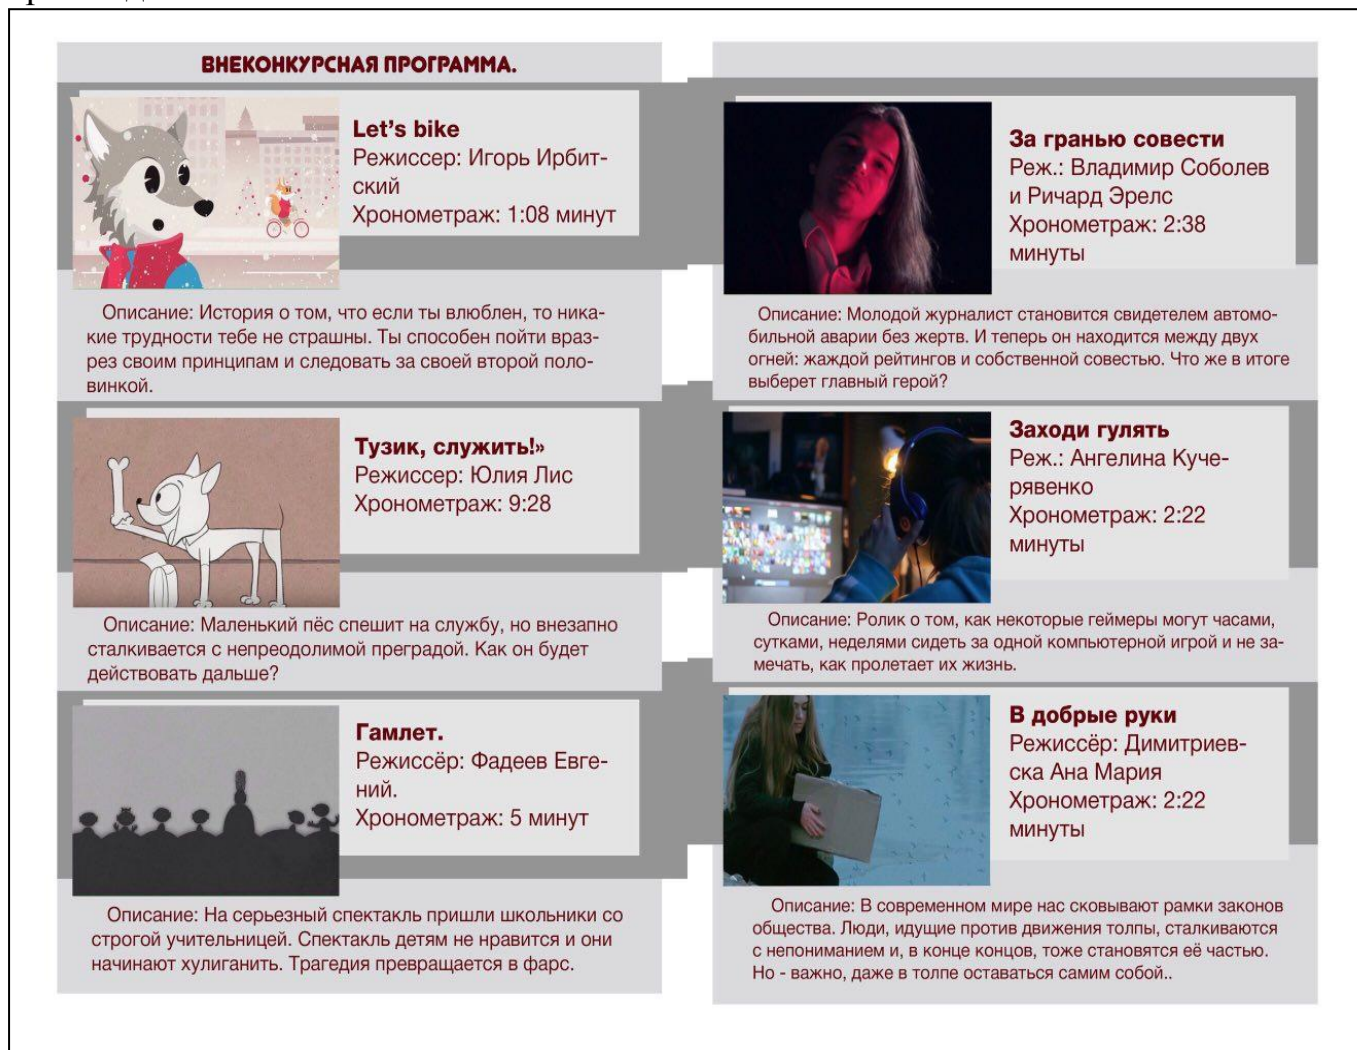 ВНЕКОНКУРСНАЯ ПРОГРАММА.
Let's bike
Режиссер: Игорь Ирбит-
ский
Хронометраж: 1:08 минут
Описание: История о том, что если ты влюблен, то ника-
кие трудности тебе не страшны. Ты способен пойти враз-
рез своим принципам и следовать за своей второй поло-
винкой.
Тузик, служить!»
Режиссер: Юлия Лис
Хронометраж: 9:28
Описание: Маленький пёс спешит на службу, но внезапно
сталкивается с непреодолимой преградой. Как он будет
действовать дальше?
Гамлет.
Режиссёр: Фадеев Евге-
ний.
Хронометраж: 5 минут
Описание: На серьезный спектакль пришли школьники со
строгой учительницей. Спектакль детям не нравится и они
начинают хулиганить. Трагедия превращается в фарс.
За гранью совести
Реж.: Владимир Соболев
и Ричард Эрелс
Хронометраж: 2:38
минуты
Описание: Молодой журналист становится свидетелем автомо-
бильной аварии без жертв. И теперь он находится между двух
огней: жаждой рейтингов и собственной совестью. Что же в итоге
выберет главный герой?
Заходи гулять
Реж.: Ангелина Куче-
рявенко
Хронометраж: 2:22
минуты
Описание: Ролик о том, как некоторые геймеры могут часами,
сутками, неделями сидеть за одной компьютерной игрой и не за-
мечать, как пролетает их жизнь.
В добрые руки
Режиссёр: Димитриев-
ска Ана Мария
Хронометраж: 2:22
минуты
Описание: В современном мире нас сковывают рамки законов
общества. Люди, идущие против движения толпы, сталкиваются
с непониманием и, в конце концов, тоже становятся её частью.
Но - важно, даже в толпе оставаться самим собой..